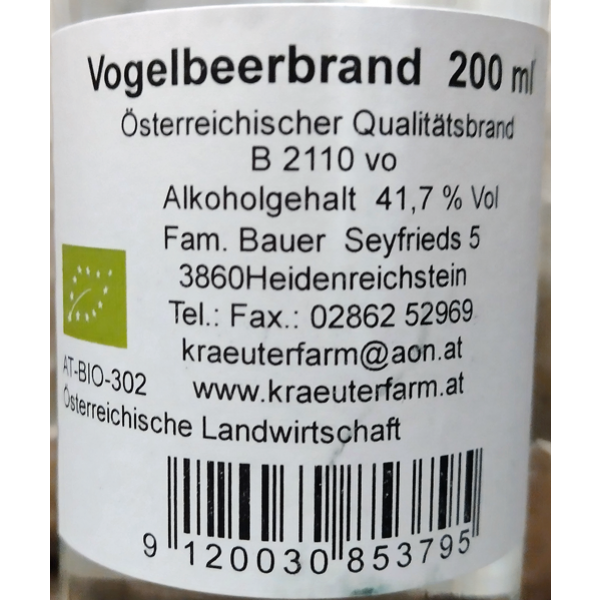 Vogelbeerbrand 200 ml
Österreichischer Qualitätsbrand
B 2110 vo
Alkoholgehalt 41,7 % Vol
Fam. Bauer Seyfrieds 5
3860Heidenreichstein
Tel.: Fax.: 02862 52969
kraeuterfarm@aon.at
www.kraeuterfarm.at
AT-BIO-302
Österreichische Landwirtschaft
9 120030 853795